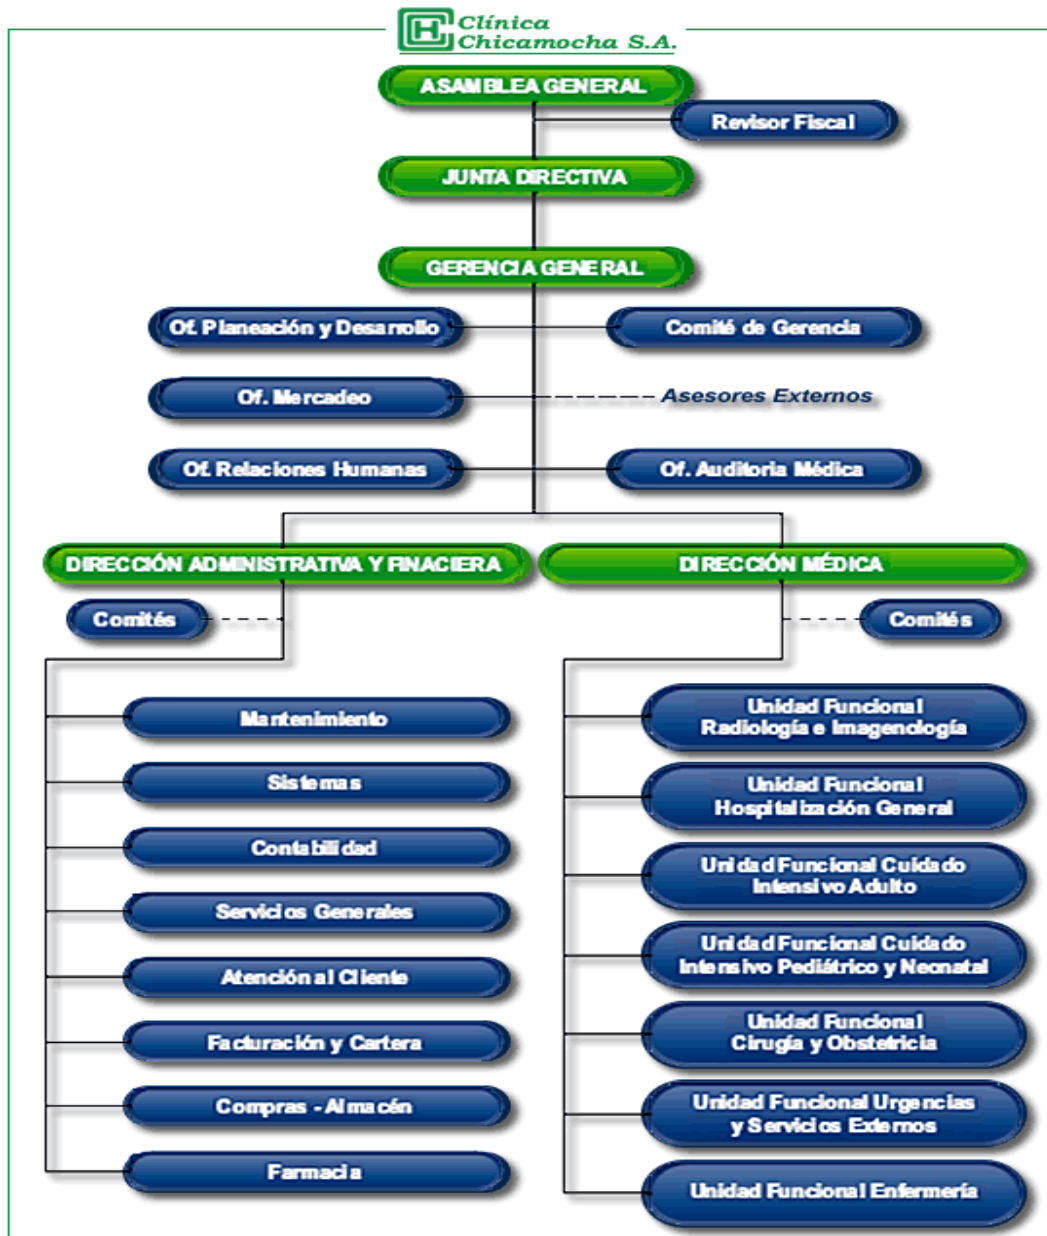 CH
Clínica
Chicamocha S.A.
ASAMBLEA GENERAL
Revisor Fiscal
JUNTA DIRECTIVA
GERENCIA GENERAL
Of. Planeación y Desarrollo
Comité de Gerencia
Of. Mercadeo
Asesores Externos
Of. Relaciones Humanas
Of. Auditoria Médica
DIRECCIÓN ADMINISTRATIVA Y FINACIERA
DIRECCIÓN MÉDICA
Comités
Comités
Mantenimiento
Sistemas
Contabilidad
Servicios Generales
Atención al Cliente
Facturación y Cartera
Compras - Almacén
Farmacia
Unidad Funcional
Radiología e Imagenología
Unidad Funcional
Hospitalización General
Unidad Funcional Cuidado
Intensivo Adulto
Unidad Funcional Cuidado
Intensivo Pediátrico y Neonatal
Unidad Funcional
Cirugía y Obstetricia
Unidad Funcional Urgencias
y Servicios Externos
Unidad Funcional Enfermería